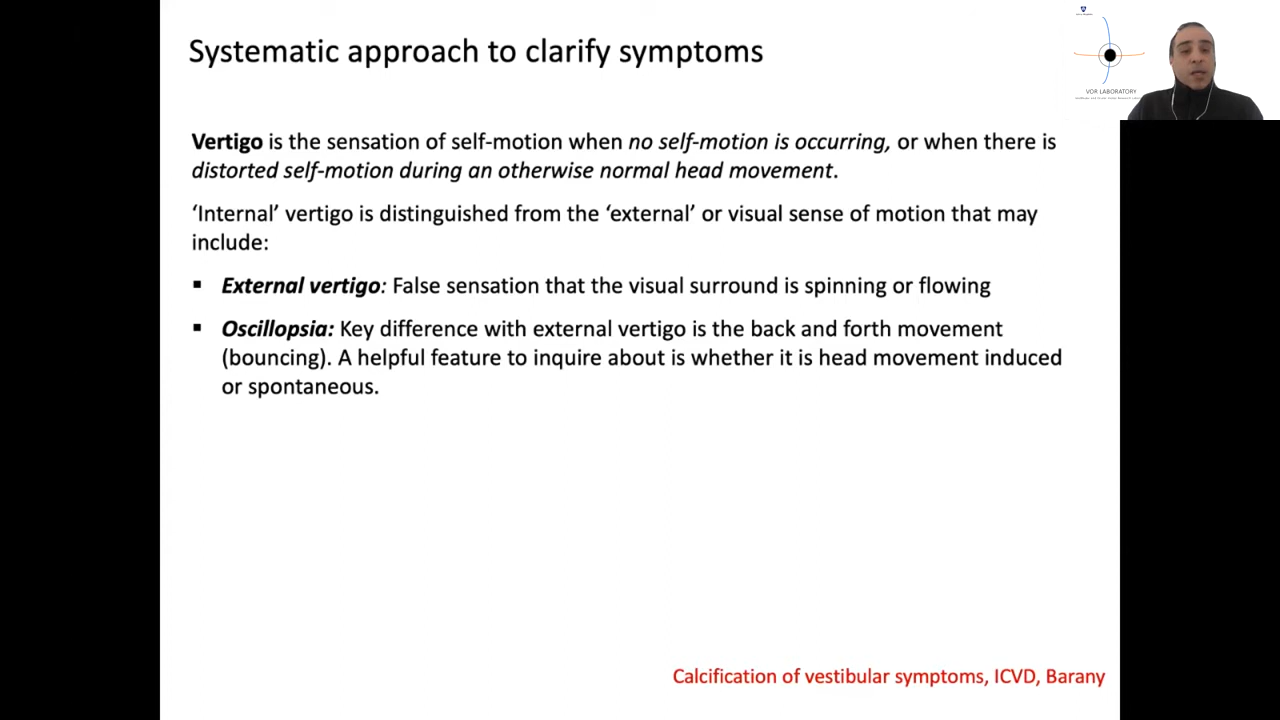 Systematic approach to clarify symptoms
VOR LABORATORY
Vertigo is the sensation of self-motion when no self-motion is occurring, or when there is
distorted self-motion during an otherwise normal head movement.
‘Internal’ vertigo is distinguished from the ‘external’ or visual sense of motion that may
include:
▪ External vertigo: False sensation that the visual surround is spinning or flowing
▪ Oscillopsia: Key difference with external vertigo is the back and forth movement
(bouncing). A helpful feature to inquire about is whether it is head movement induced
or spontaneous.
Calcification of vestibular symptoms, ICVD, Barany